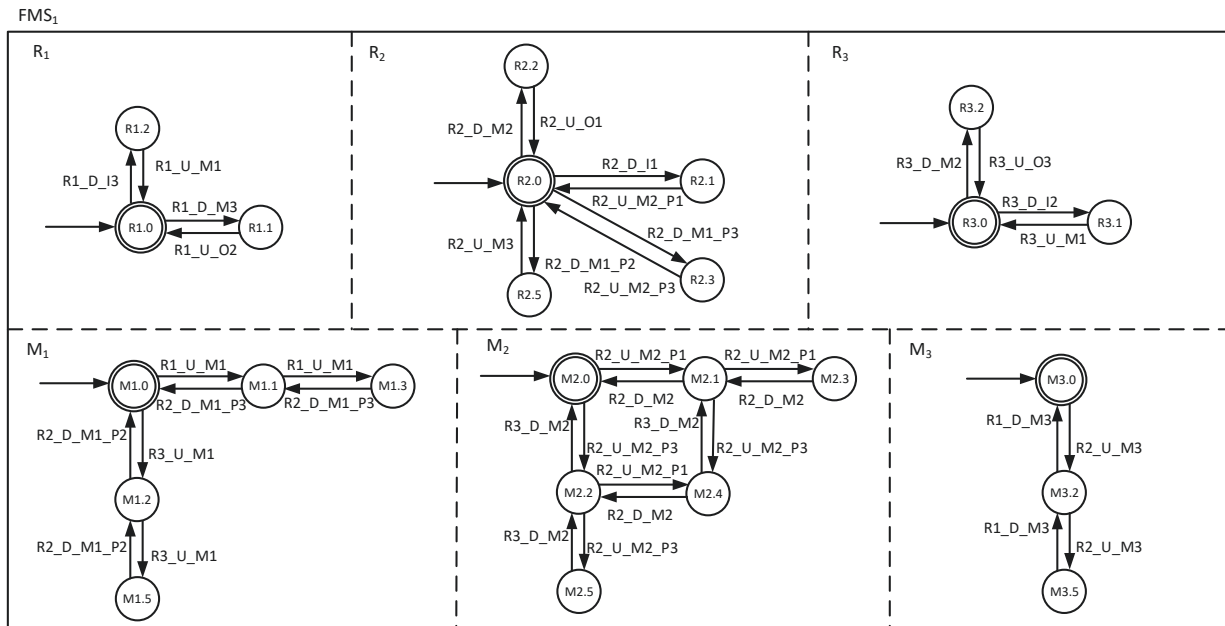 FMS1
R1
R1.2
R1_D_I3
R1_U_M1
R1.0
R1_D_M3
R1_U_O2
R1.1
R2
R2.2
R2_D_M2
R2_U_O1
R2.0
R2_D_I1
R2_U_M2_P1
R2.1
R2_U_M3
R2_D_M1_P3
R2_D_M1_P2
R2_U_M2_P3
R2.3
R2.5
R3
R3.2
R3_D_M2
R3_U_O3
R3.0
R3_D_I2
R3_U_M1
R3.1
M1
M1.0
R1_U_M1
R2_D_M1_P3
M1.1
R1_U_M1
R2_D_M1_P3
M1.3
R2_D_M1_P2
R3_U_M1
M1.2
R2_D_M1_P2
R3_U_M1
M1.5
M2
M2.0
R2_U_M2_P1
R2_D_M2
M2.1
R2_U_M2_P1
R2_D_M2
M2.3
R3_D_M2
R2_U_M2_P3
R3_D_M2
R2_U_M2_P3
M2.2
R2_U_M2_P1
R2_D_M2
M2.4
R3_D_M2
R2_U_M2_P3
M2.5
M3
M3.0
R1_D_M3
R2_U_M3
M3.2
R1_D_M3
R2_U_M3
M3.5